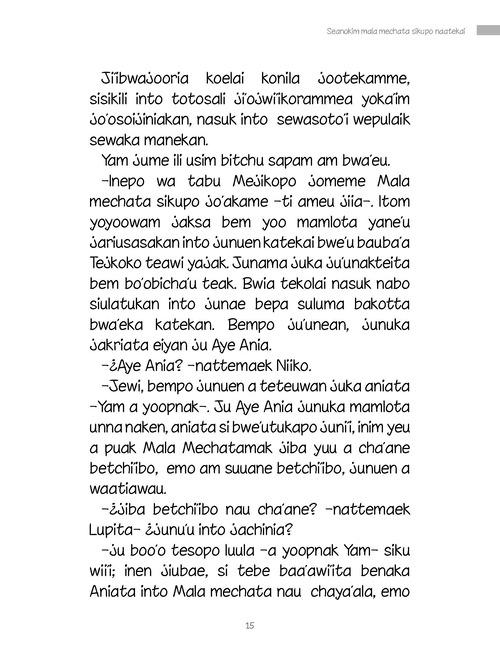 Seanokim mala mechata sikupo naatekai
Ji'ibwajooria koelai konila jootekamme,
sisikili into totosali ji'ojwi'ikorammea yoka'im
jo'osoijiniakan, nasuk into sewasoto'i wepulaik
sewaka manekan.
Yam jume ili usim bitchu sapam am bwa'eu.
–Inepo wa tabu Mejikopo jomeme Mala
mechata sikupo jo'akame –ti ameu jiia–. Itom
yoyoowam jaksa bem yoo mamlota yane'u
jariusasakan into junuen katekai bwe'u bauba'a
Tejkoko teawi yajak. Junama juka ju'unakteita
bem bo'obicha'u teak. Bwia tekolai nasuk nabo
siulatukan into junae bepa suluma bakotta
bwa'eka katekan. Bempo ju'unean, junuka
jakriata eiyan ju Aye Ania.
–¿Aye Ania? –nattemaek Niiko.
–Jewi, bempo junuen a teteuwan juka aniata
–Yam a yoopnak–. Ju Aye Ania junuka mamlota
unna naken, aniata si bwe'utukapo juni'i, inim yeu
a puak Mala Mechatamak jiba yuu a cha'ane
betchi'ibo, emo am suuane betchi'ibo, junuen a
waatiawau.
–¿Jiba betchi'ibo nau cha'ane? –nattemaek
Lupita– ¿Junu'u into jachinia?
–Ju boo'o tesopo luula –a yoopnak Yam– siku
wi'i'i; inen jiubae, si tebe baa'awi'ita benaka
Aniata into Mala mechata nau chaya'ala, emo
15